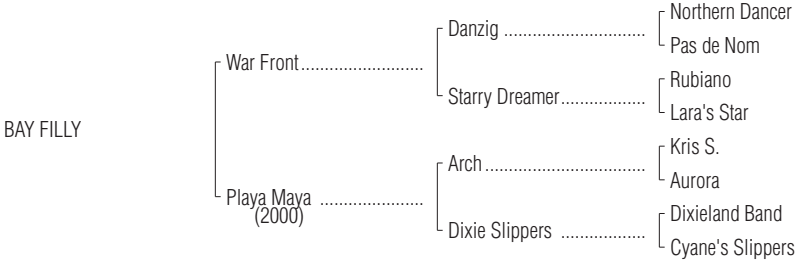 Northern Dancer
Danzig ..............................
Pas de Nom
War Front..........................
Rubiano
Starry Dreamer..................
Lara's Star
BAY FILLY
Kris S.
Arch..................................
Aurora
Playa Maya ......................
(2000)
Dixieland Band
Dixie Slippers ..................
Cyane's Slippers